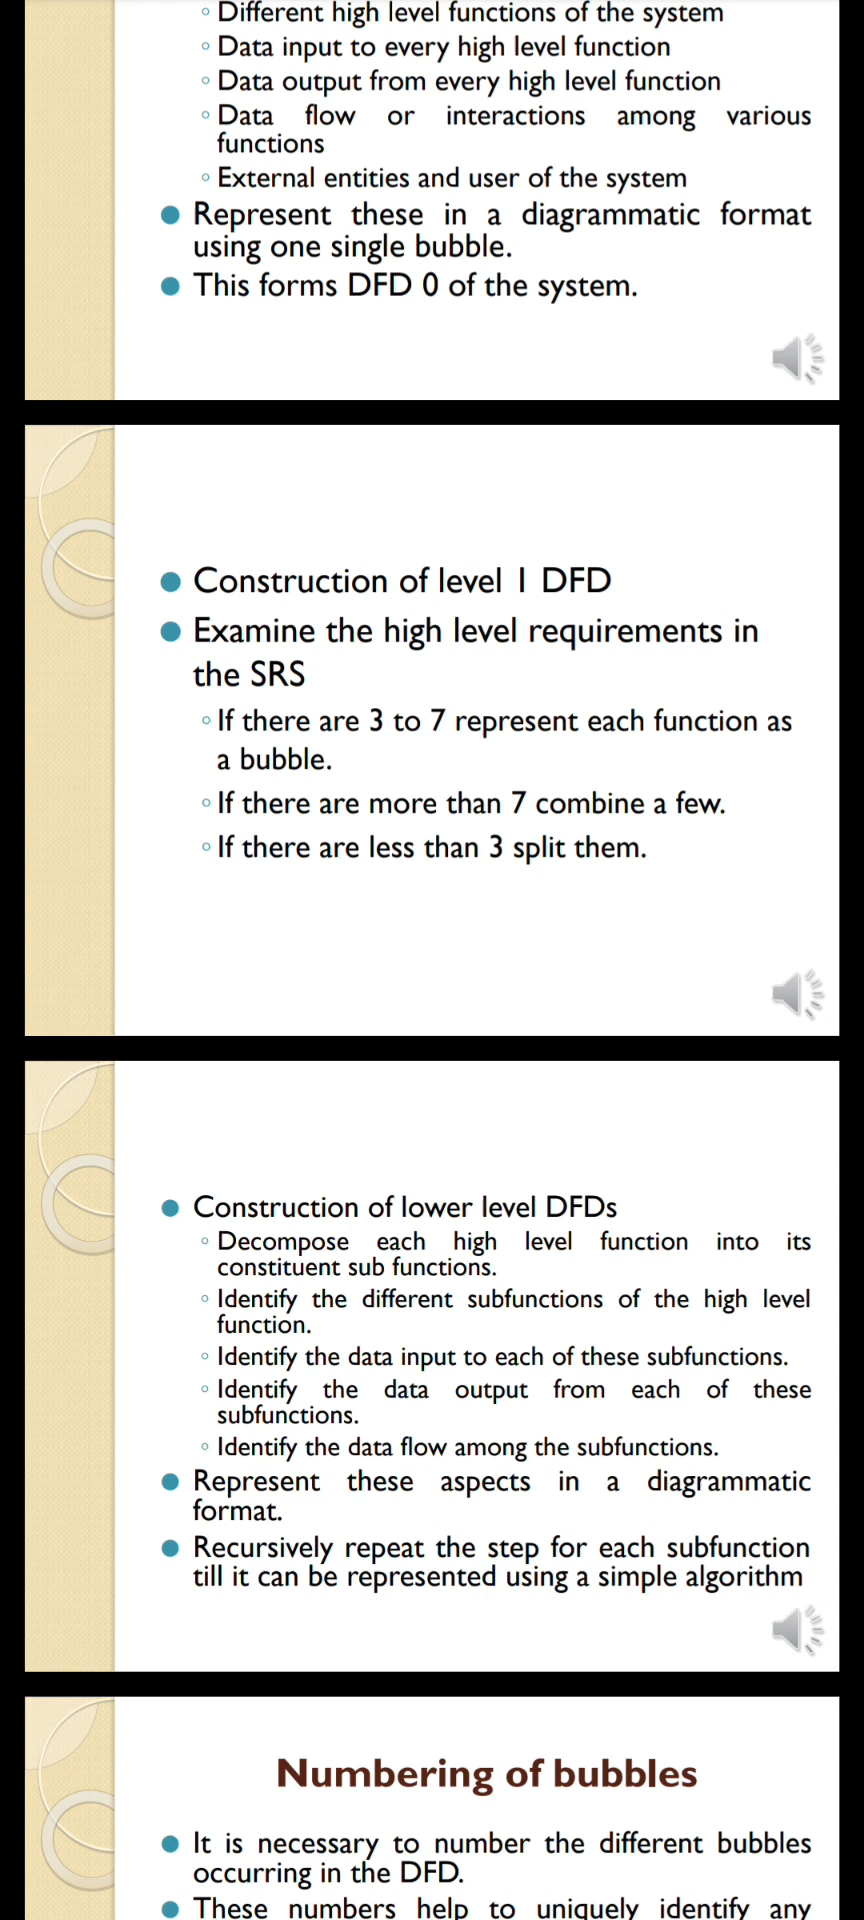 Different high level functions of the system
Data input to every high level function
Data output from every high level function
Data flow or interactions among various
functions
External entities and user of the system
Represent these in a diagrammatic format
using one single bubble.
This forms DFD 0 of the system.
Construction of level 1 DFD
Examine the high level requirements in
the SRS
If there are 3 to 7 represent each function as
a bubble.
If there are more than 7 combine a few.
If there are less than 3 split them.
Construction of lower level DFDs
Decompose each high level function into its
constituent sub functions.
Identify the different subfunctions of the high level
function.
Identify the data input to each of these subfunctions.
Identify the data output from each of these
subfunctions.
Identify the data flow among the subfunctions.
Represent these aspects in a diagrammatic
format.
Recursively repeat the step for each subfunction
till it can be represented using a simple algorithm
Numbering of bubbles
It is necessary to number the different bubbles
occurring in the DFD.
These numbers help to uniquely identify any